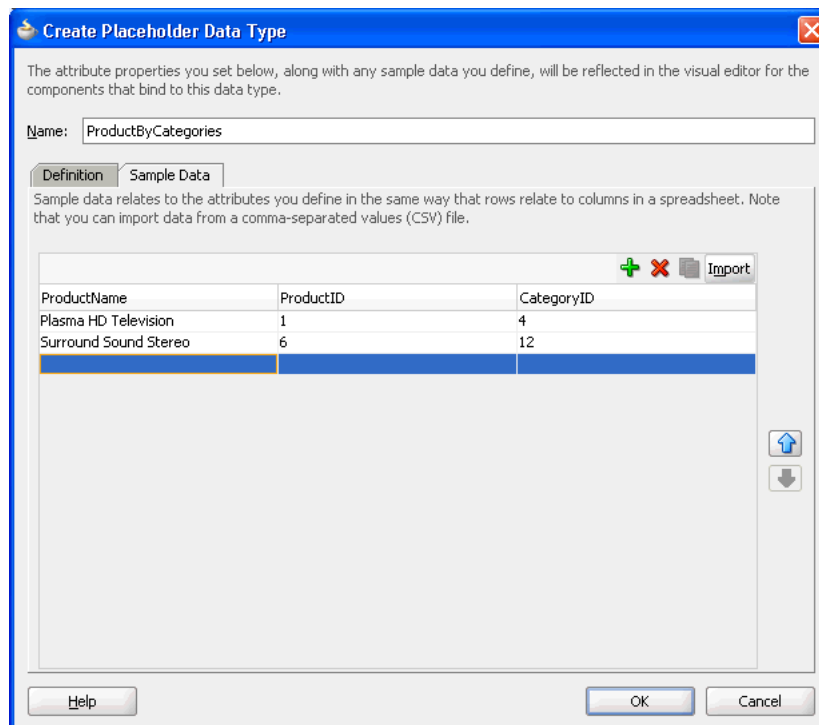 Create Placeholder Data Type
The attribute properties you set below, along with any sample data you define, will be reflected in the visual editor for the
components that bind to this data type.
Name: ProductByCategories
Definition Sample Data
Sample data relates to the attributes you define in the same way that rows relate to columns in a spreadsheet. Note
that you can import data from a comma-separated values (CSV) file.
Import
ProductName ProductID CategoryID
Plasma HD Television 1 4
Surround Sound Stereo 6 12
Help OK Cancel